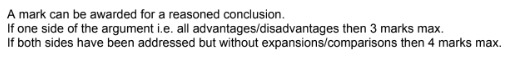 A mark can be awarded for a reasoned conclusion.
If one side of the argument i.e. all advantages/disadvantages then 3 marks max.
If both sides have been addressed but without expansions/comparisons then 4 marks max.